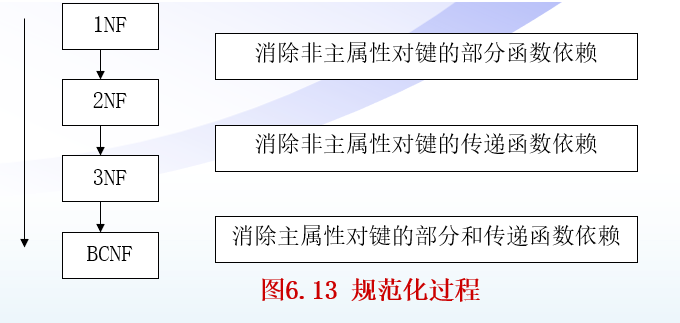 1NF
消除非主属性对键的部分函数依赖
2NF
消除非主属性对键的传递函数依赖
3NF
消除主属性对键的部分和传递函数依赖
BCNF
图6.13 规范化过程